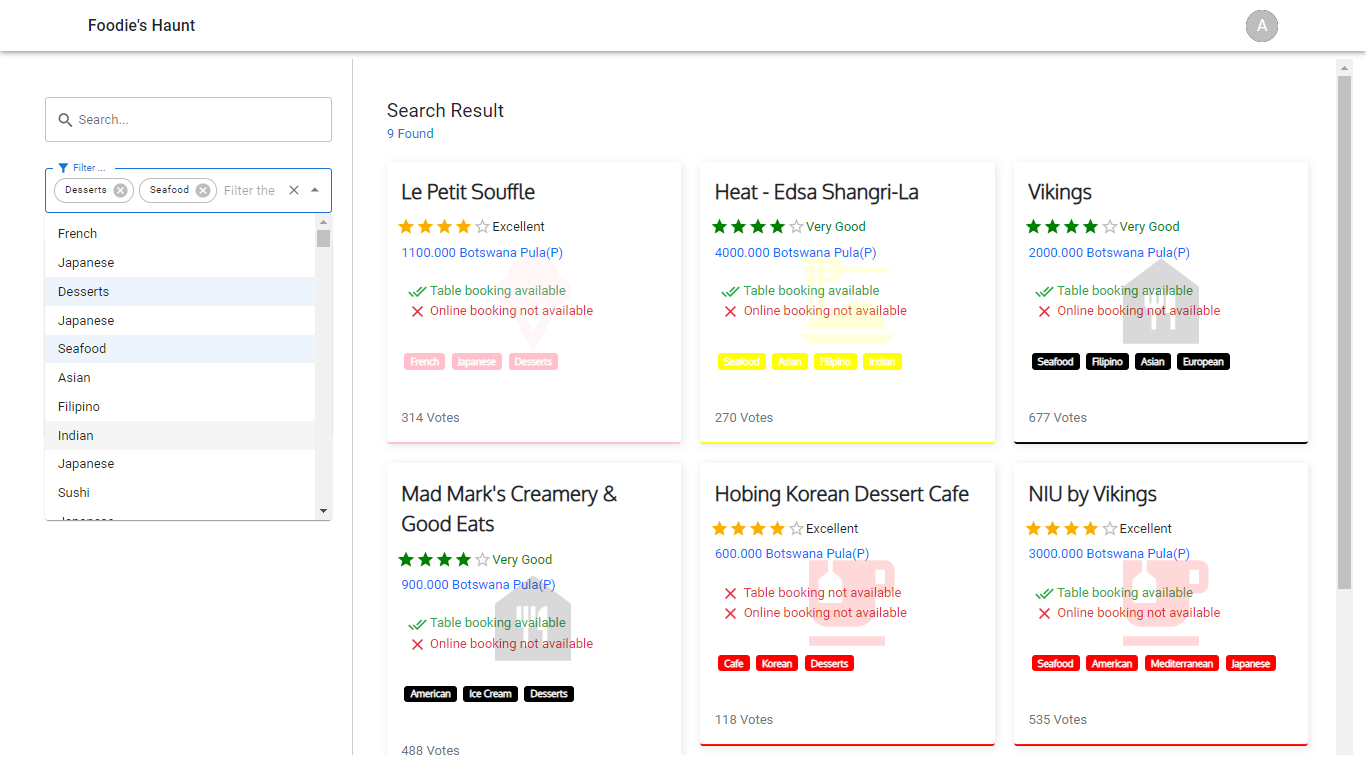 Foodie's Haunt
A
Search...
Filter ...
Desserts Seafood Filter the
French
Japanese
Desserts
Japanese
Seafood
Asian
Filipino
Indian
Japanese
Sushi
Japanese
Search Result
9 Found
Le Petit Souffle
Excellent
1100.000 Botswana Pula(P)
Table booking available
Online booking not available
French Japanese Desserts
314 Votes
Heat - Edsa Shangri-La
Very Good
4000.000 Botswana Pula(P)
Table booking available
Online booking not available
Seafood Asian Filipino Indian
270 Votes
Vikings
Very Good
2000.000 Botswana Pula(P)
Table booking available
Online booking not available
Seafood Filipino Asian European
677 Votes
Mad Mark's Creamery &
Good Eats
Very Good
900.000 Botswana Pula(P)
Table booking available
Online booking not available
American Ice Cream Desserts
488 Votes
Hobing Korean Dessert Cafe
Excellent
600.000 Botswana Pula(P)
Table booking not available
Online booking not available
Cafe Korean Desserts
118 Votes
NIU by Vikings
Excellent
3000.000 Botswana Pula(P)
Table booking available
Online booking not available
Seafood American Mediterranean Japanese
535 Votes